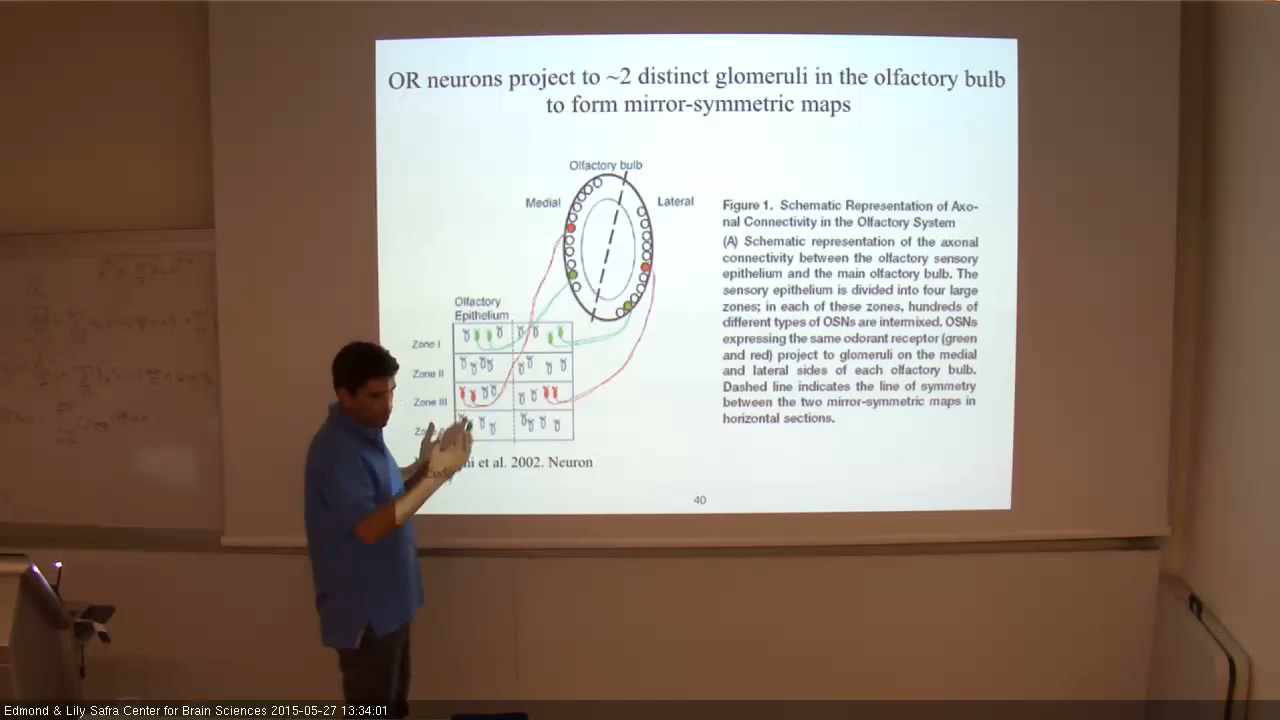 OR neurons project to ~2 distinct glomeruli in the olfactory bulb
to form mirror-symmetric maps
Olfactory bulb
Medial
Lateral
Olfactory
Epithelium
Zone I
Zone II
Zone III
et al. 2002. Neuron
Figure 1. Schematic Representation of Axo-
nal Connectivity in the Olfactory System
(A) Schematic representation of the axonal
connectivity between the olfactory sensory
epithelium and the main olfactory bulb. The
sensory epithelium is divided into four large
zones; in each of these zones, hundreds of
different types of OSNs are intermixed. OSNs
expressing the same odorant receptor (green
and red) project to glomeruli on the medial
and lateral sides of each olfactory bulb.
Dashed line indicates the line of symmetry
between the two mirror-symmetric maps in
horizontal sections.
40
Edmond & Lily Safra Center for Brain Sciences 2015-05-27 13:34:01